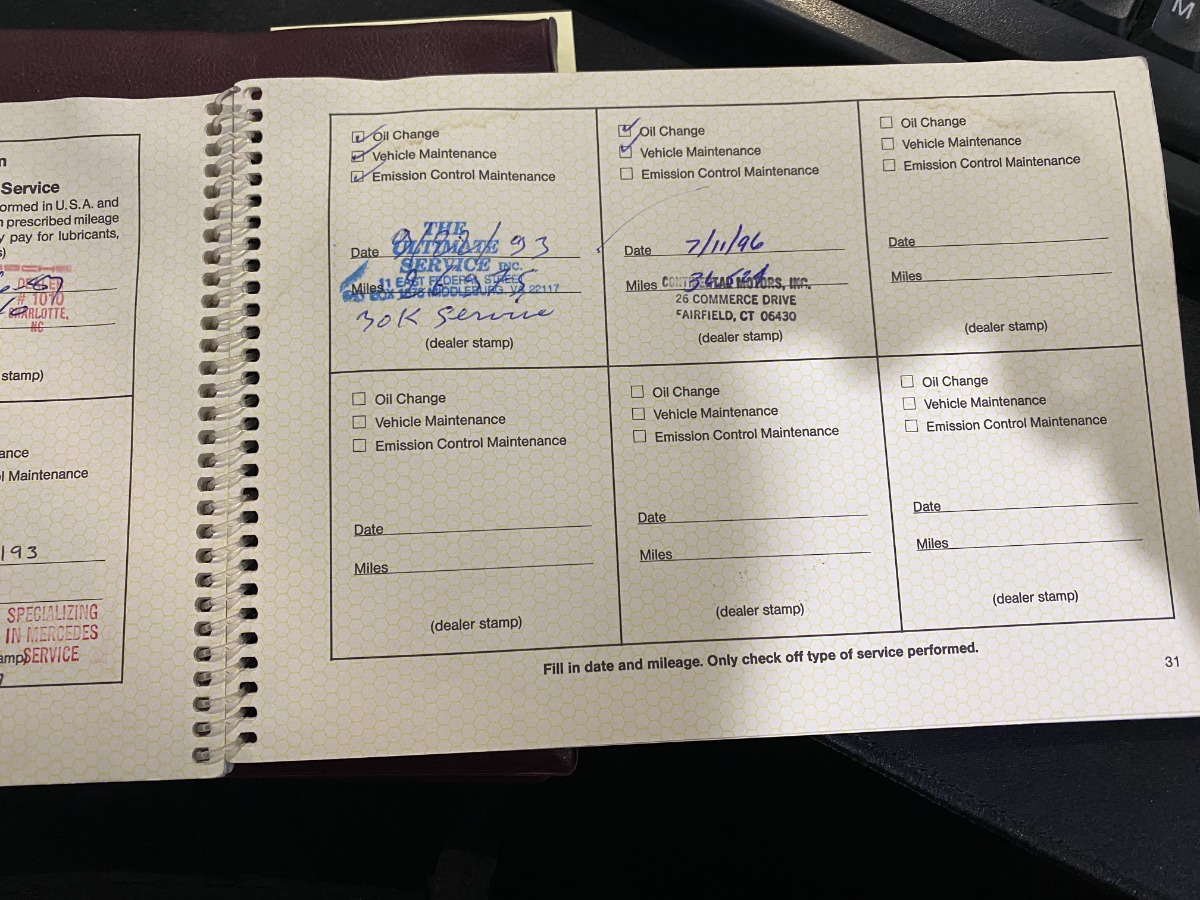 M
n
Service
ormed in U.S.A. and
n prescribed mileage
y pay for lubricants,
s)
# 1010
CHARLOTTE,
NC
stamp)
ance
l Maintenance
193
SPECIALIZING
IN MERCEDES
amp)SERVICE
Oil Change
Vehicle Maintenance
Emission Control Maintenance
Date 93
THE
ULTIMATE
SERVICE INC.
Miles
11 EAST FEDERAL STREET
BOX MIDDLEBURG, VA 22117
30K Service
(dealer stamp)
Oil Change
Vehicle Maintenance
Emission Control Maintenance
Date 7/11/96
Miles MOTORS, INC.
26 COMMERCE DRIVE
FAIRFIELD, CT 06430
(dealer stamp)
Oil Change
Vehicle Maintenance
Emission Control Maintenance
Date
Miles
(dealer stamp)
Oil Change
Vehicle Maintenance
Emission Control Maintenance
Date
Miles
(dealer stamp)
Oil Change
Vehicle Maintenance
Emission Control Maintenance
Date
Miles
(dealer stamp)
Oil Change
Vehicle Maintenance
Emission Control Maintenance
Date
Miles
(dealer stamp)
Fill in date and mileage. Only check off type of service performed.
31